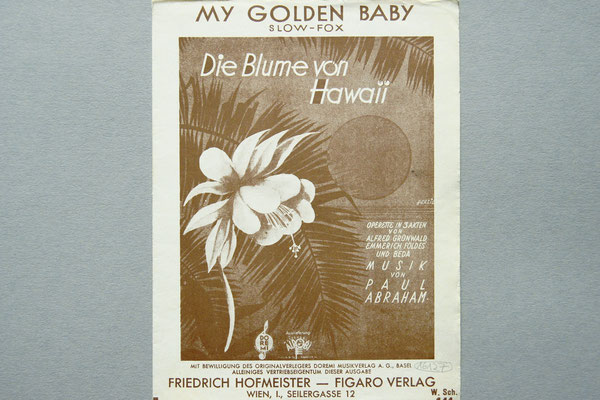 MY GOLDEN BABY
SLOW-FOX
Die Blume von
Hawaii
OPERETTE IN 3 AKTEN
VON
ALFRED GRÜNWALD
EMMERICH FÖLDES
UND BEDA
MUSIK
VON
PAUL
ABRAHAM
DOREMI
MIT BEWILLIGUNG DES ORIGINALVERLEGERS DOREMI MUSIKVERLAG A. G., BASEL
ALLEINIGES VERTRIEBSEIGENTUM DIESER AUSGABE
FRIEDRICH HOFMEISTER — FIGARO VERLAG
WIEN, I., SEILERGASSE 12
W. Sch.